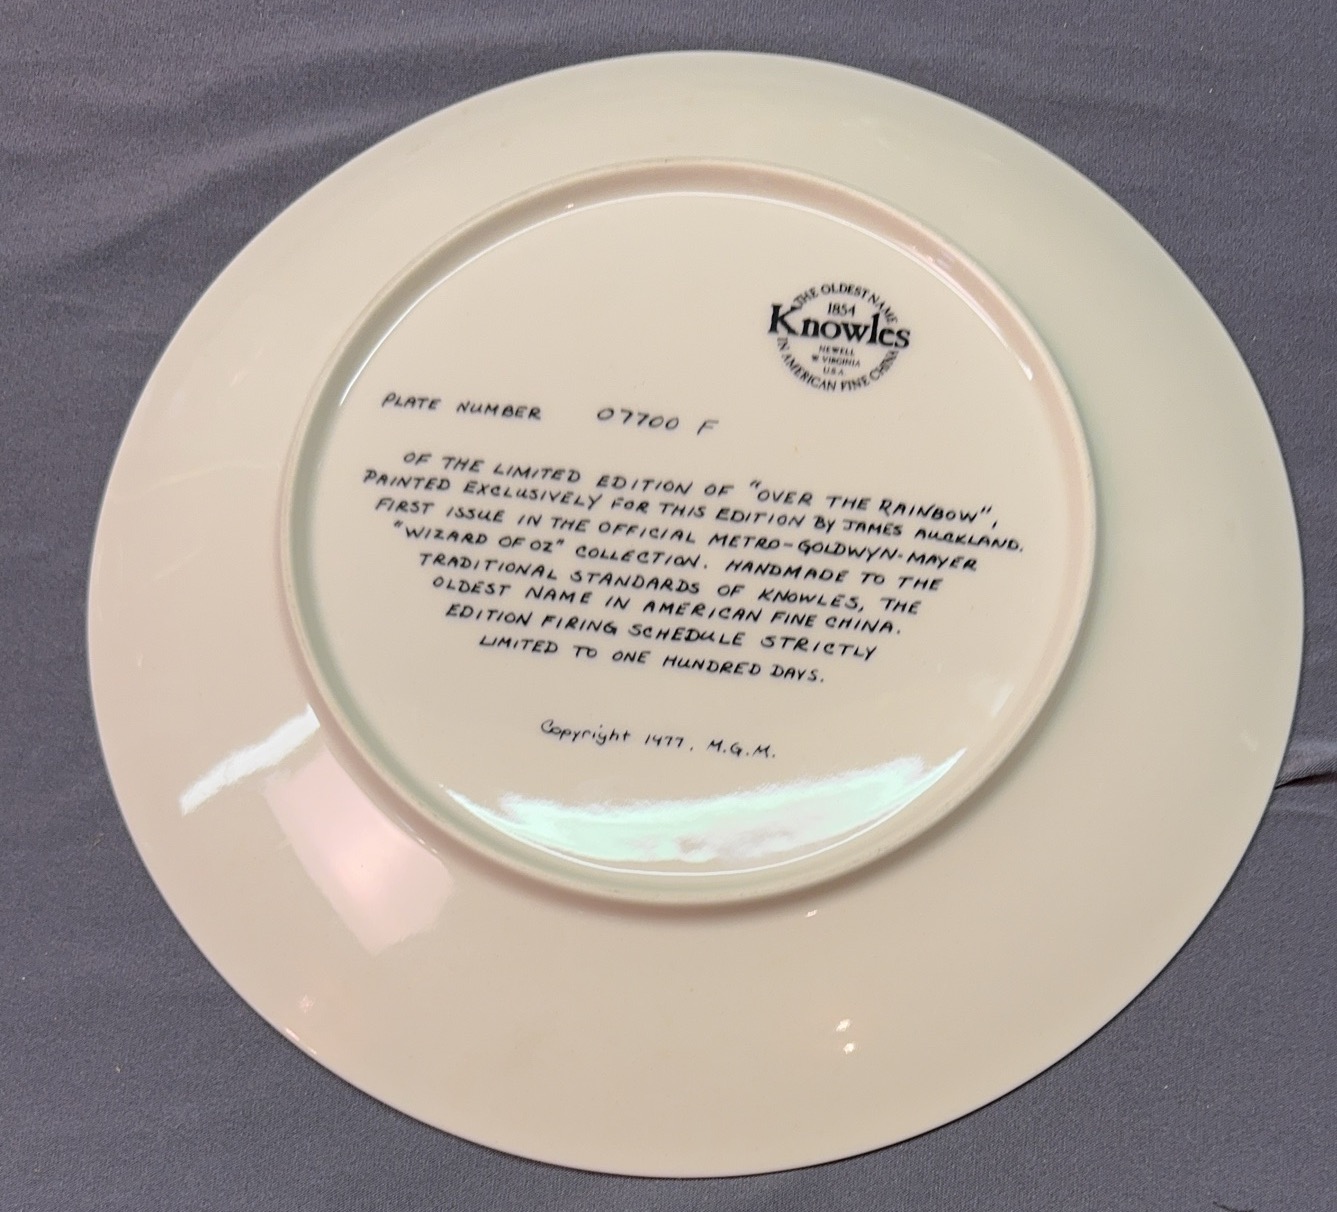 THE OLDEST NAME
1854
Knowles
NEWELL
W VIRGINIA
U.S.A.
IN AMERICAN FINE CHINA
PLATE NUMBER 07700 F
OF THE LIMITED EDITION OF "OVER THE RAINBOW",
PAINTED EXCLUSIVELY FOR THIS EDITION BY JAMES AUCKLAND.
FIRST ISSUE IN THE OFFICIAL METRO-GOLDWYN-MAYER
"WIZARD OF OZ" COLLECTION. HANDMADE TO THE
TRADITIONAL STANDARDS OF KNOWLES, THE
OLDEST NAME IN AMERICAN FINE CHINA.
EDITION FIRING SCHEDULE STRICTLY
LIMITED TO ONE HUNDRED DAYS.
Copyright 1977, M.G.M.